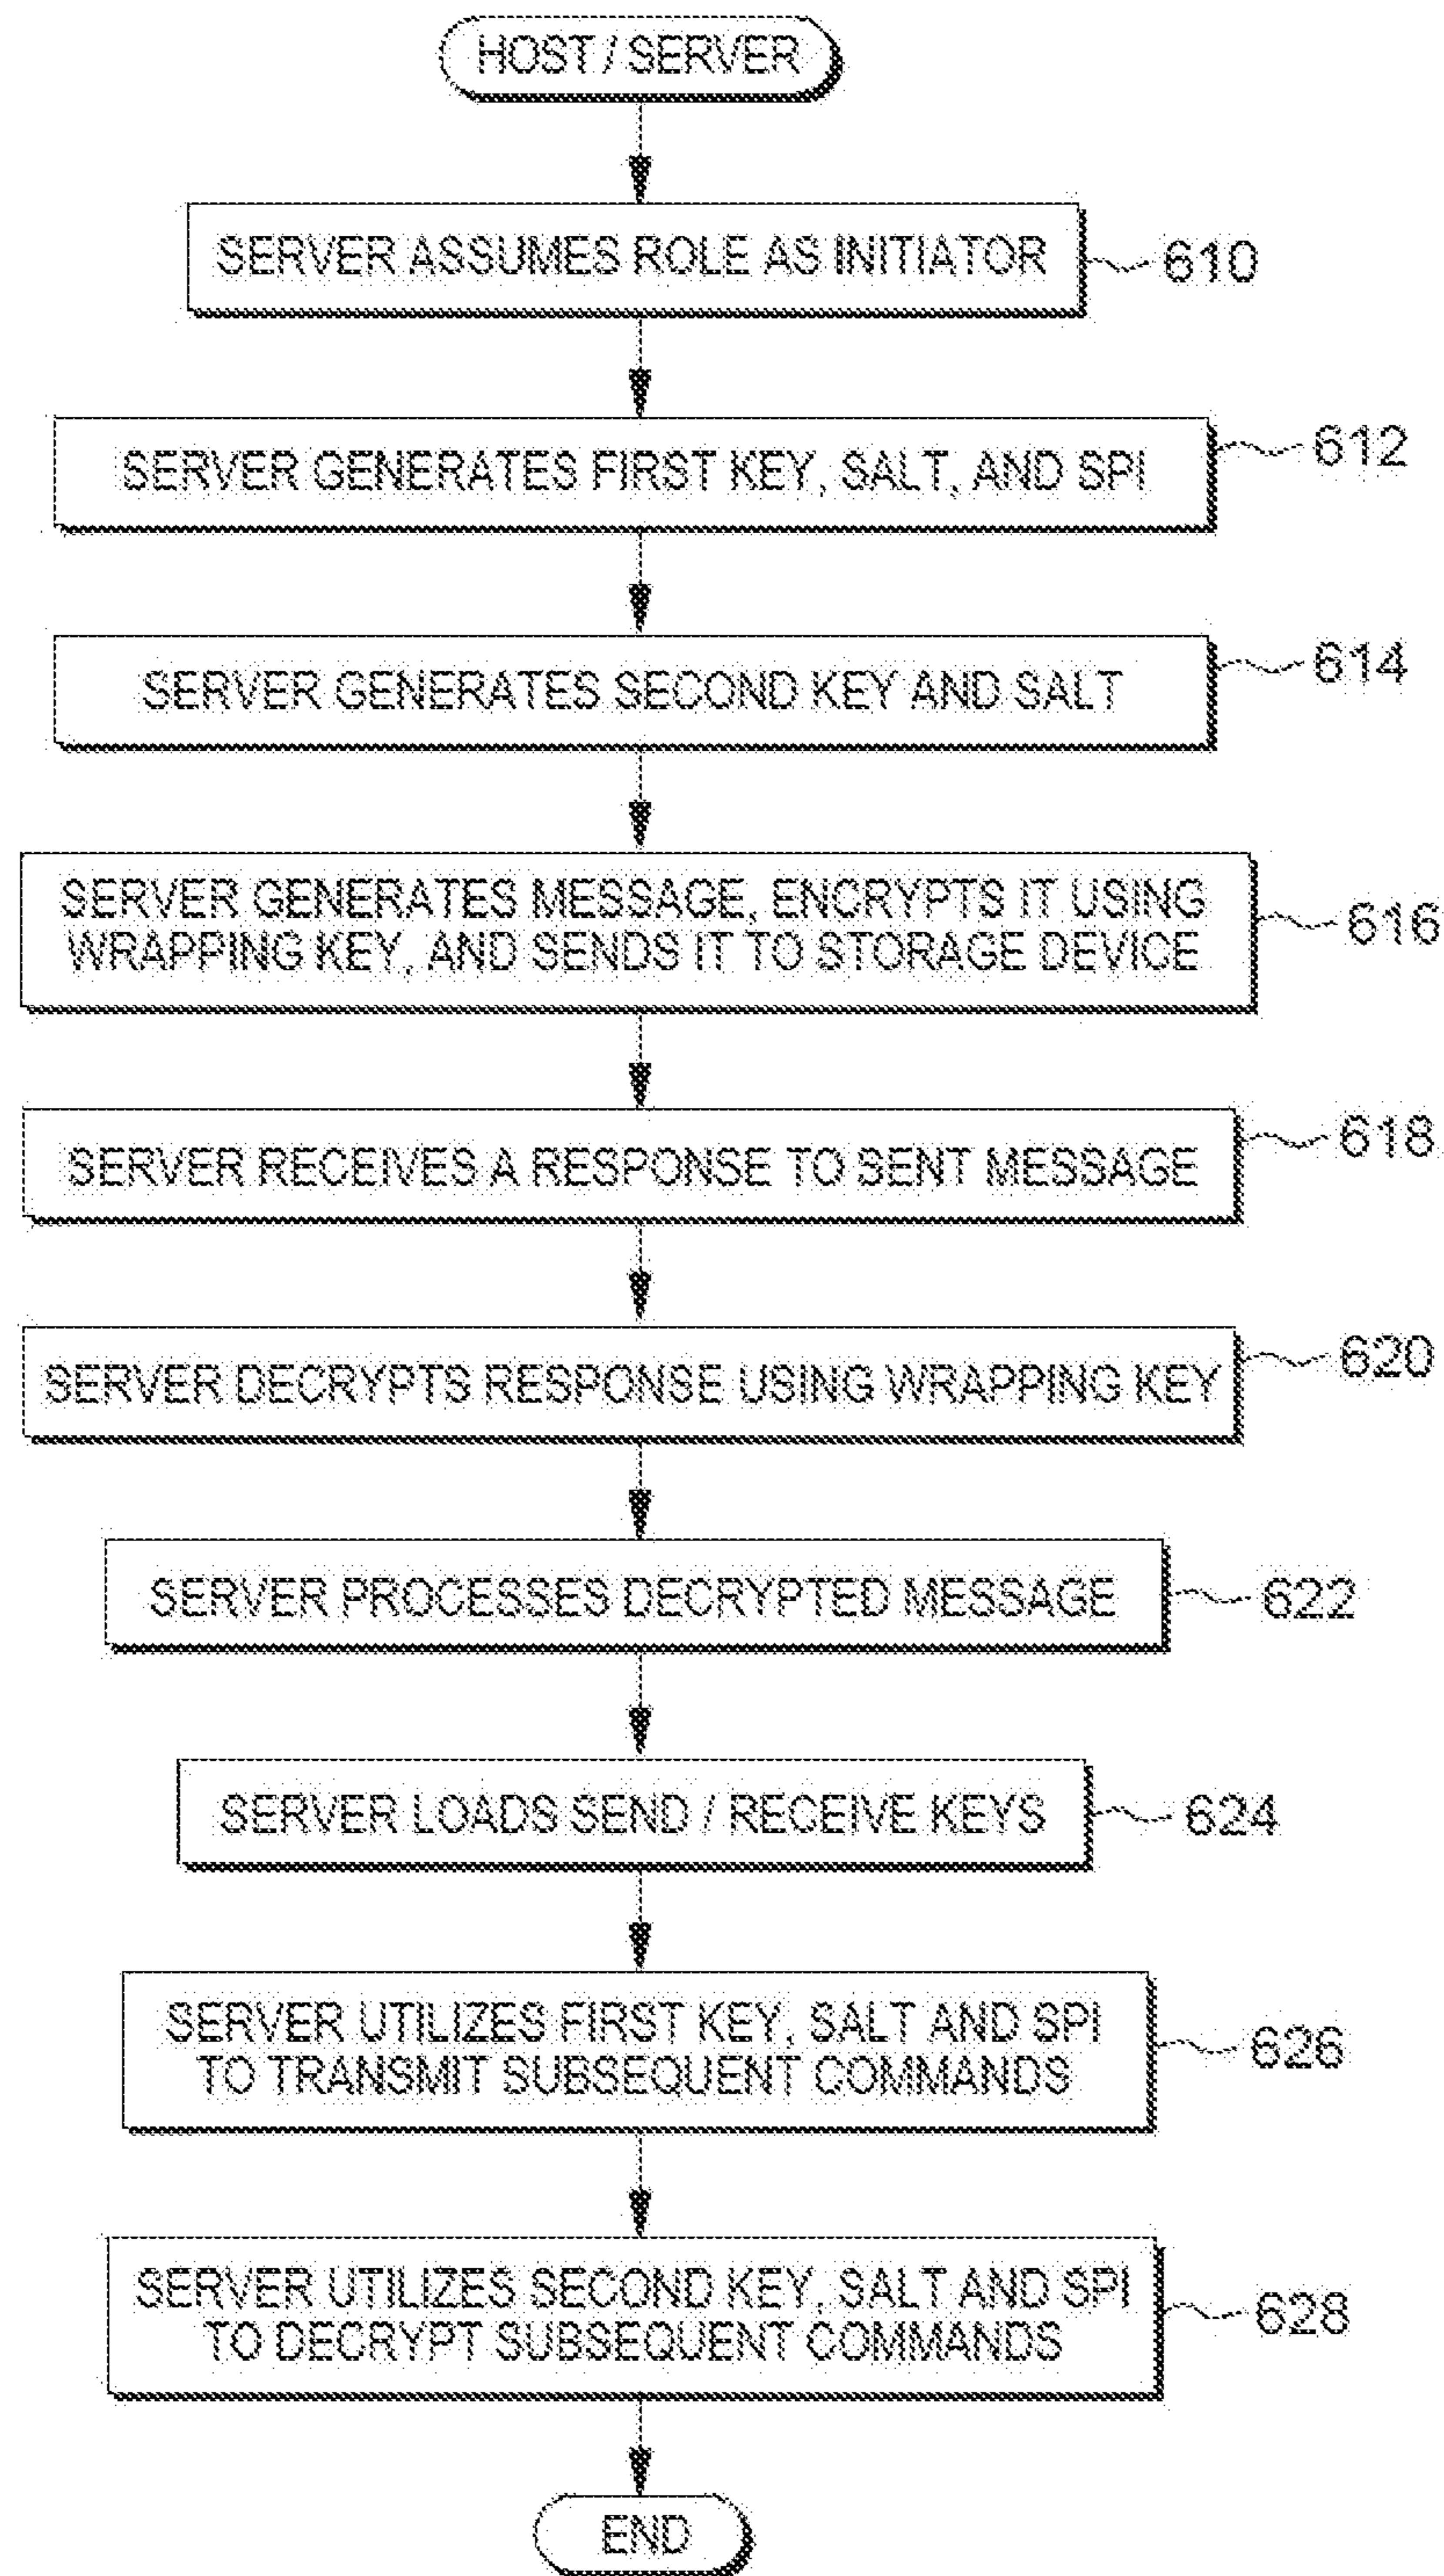 HOST / SERVER
SERVER ASSUMES ROLE AS INITIATOR
610
SERVER GENERATES FIRST KEY, SALT, AND SPI
612
SERVER GENERATES SECOND KEY AND SALT
614
SERVER GENERATES MESSAGE, ENCRYPTS IT USING
WRAPPING KEY, AND SENDS IT TO STORAGE DEVICE
616
SERVER RECEIVES A RESPONSE TO SENT MESSAGE
618
SERVER DECRYPTS RESPONSE USING WRAPPING KEY
620
SERVER PROCESSES DECRYPTED MESSAGE
622
SERVER LOADS SEND / RECEIVE KEYS
624
SERVER UTILIZES FIRST KEY, SALT AND SPI
TO TRANSMIT SUBSEQUENT COMMANDS
626
SERVER UTILIZES SECOND KEY, SALT AND SPI
TO DECRYPT SUBSEQUENT COMMANDS
628
END